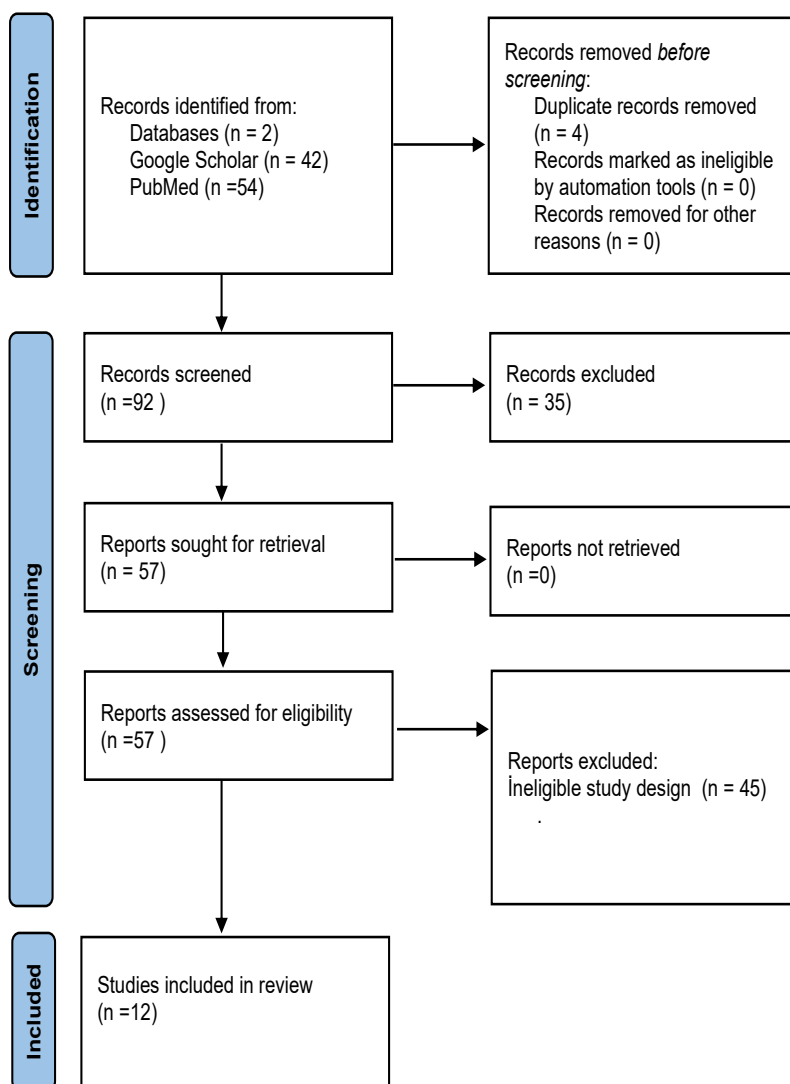 Identification
Records identified from:
Databases (n = 2)
Google Scholar (n = 42)
PubMed (n =54)
Records removed before
screening:
Duplicate records removed
(n = 4)
Records marked as ineligible
by automation tools (n = 0)
Records removed for other
reasons (n = 0)
Screening
Records screened
(n =92 )
Records excluded
(n = 35)
Reports sought for retrieval
(n = 57)
Reports not retrieved
(n =0)
Reports assessed for eligibility
(n =57 )
Reports excluded:
İneligible study design (n = 45)
.
Included
Studies included in review
(n =12)